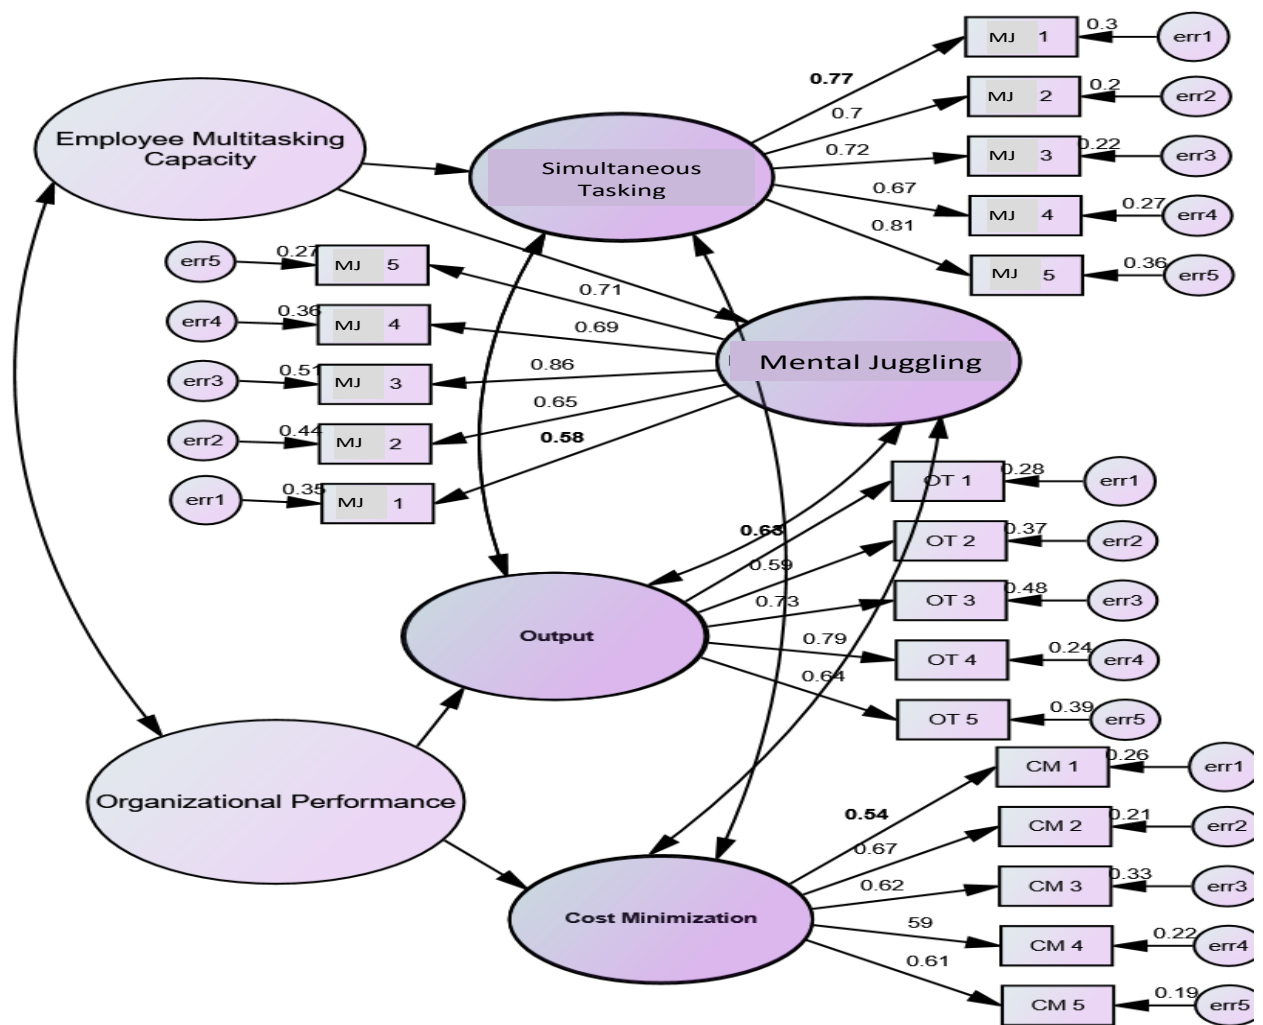 0.3
MJ 1
err1
0.77
0.2
MJ 2
err2
0.7
Employee Multitasking
Capacity
Simultaneous
Tasking
0.72
MJ 3
0.22
err3
0.67
MJ 4
0.27
err4
0.81
MJ 5
0.36
err5
err5
0.27
MJ 5
0.71
err4
0.36
MJ 4
0.69
Mental Juggling
err3
0.51
MJ 3
0.86
err2
0.44
MJ 2
0.65
err1
0.35
MJ 1
0.58
OT 1
0.28
err1
0.63
OT 2
0.37
err2
0.59
OT 3
0.48
err3
0.73
Output
0.79
OT 4
0.24
err4
0.64
OT 5
0.39
err5
CM 1
0.26
err1
Organizational Performance
0.54
CM 2
0.21
err2
0.67
CM 3
0.33
err3
0.62
Cost Minimization
59
CM 4
0.22
err4
0.61
CM 5
0.19
err5